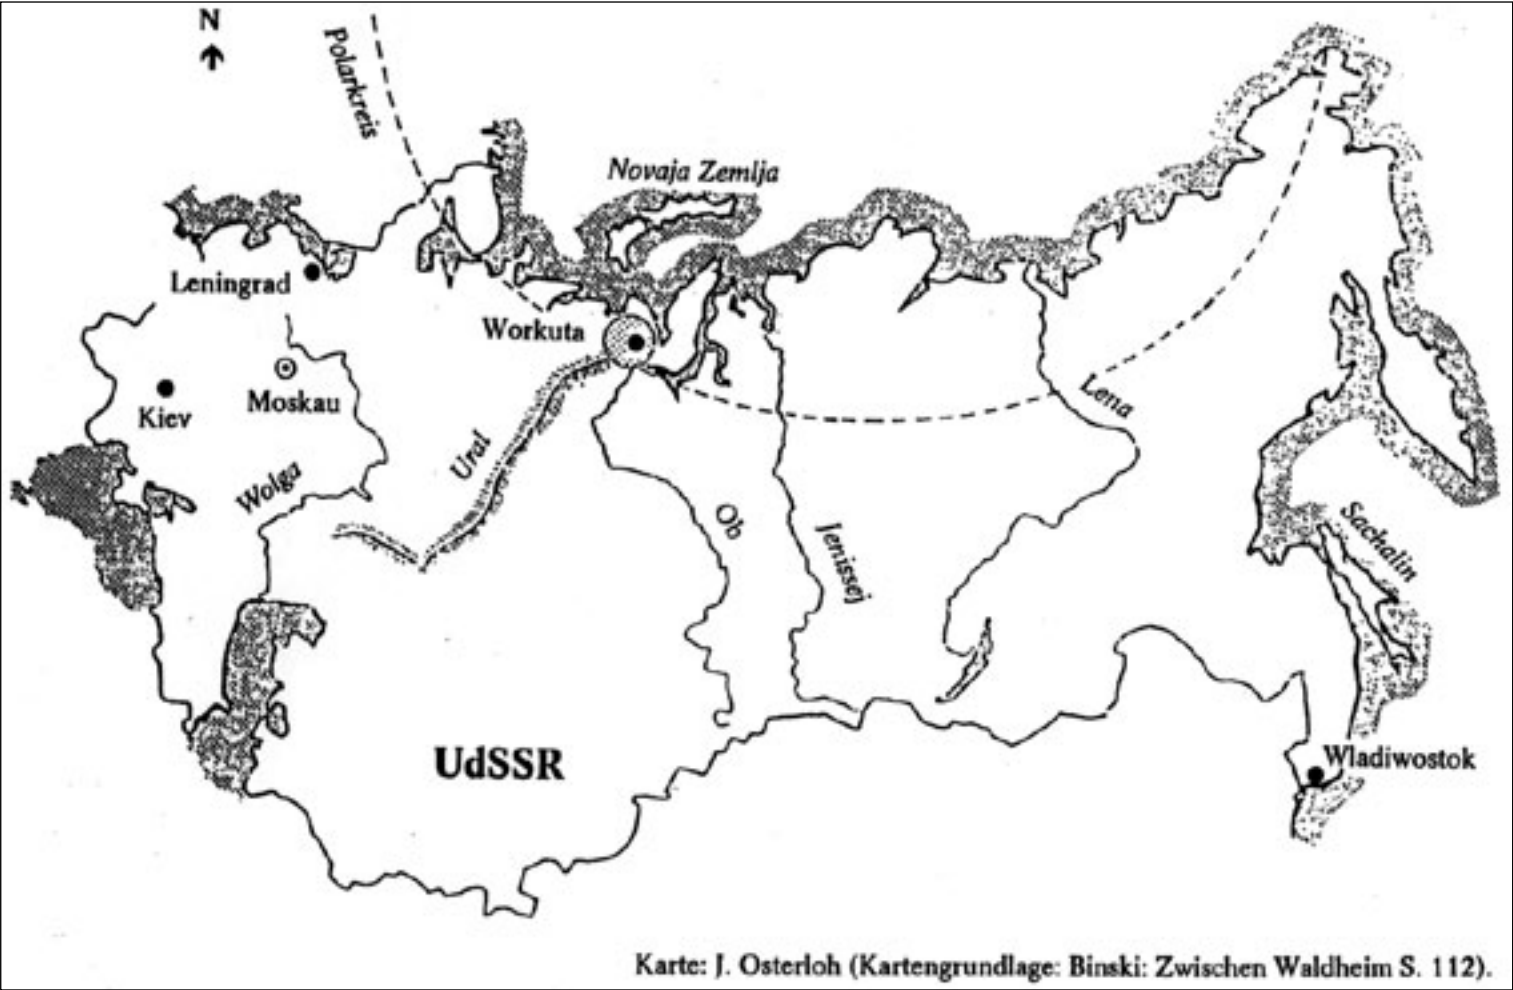 N
Polarkreis
Novaja Zemlja
Leningrad
Workuta
Kiev
Moskau
Lena
Ural
Wolga
Ob
Jenissej
Sachalin
UdSSR
Wladiwostok
Karte: J. Osterloh (Kartengrundlage: Binski: Zwischen Waldheim S. 112).